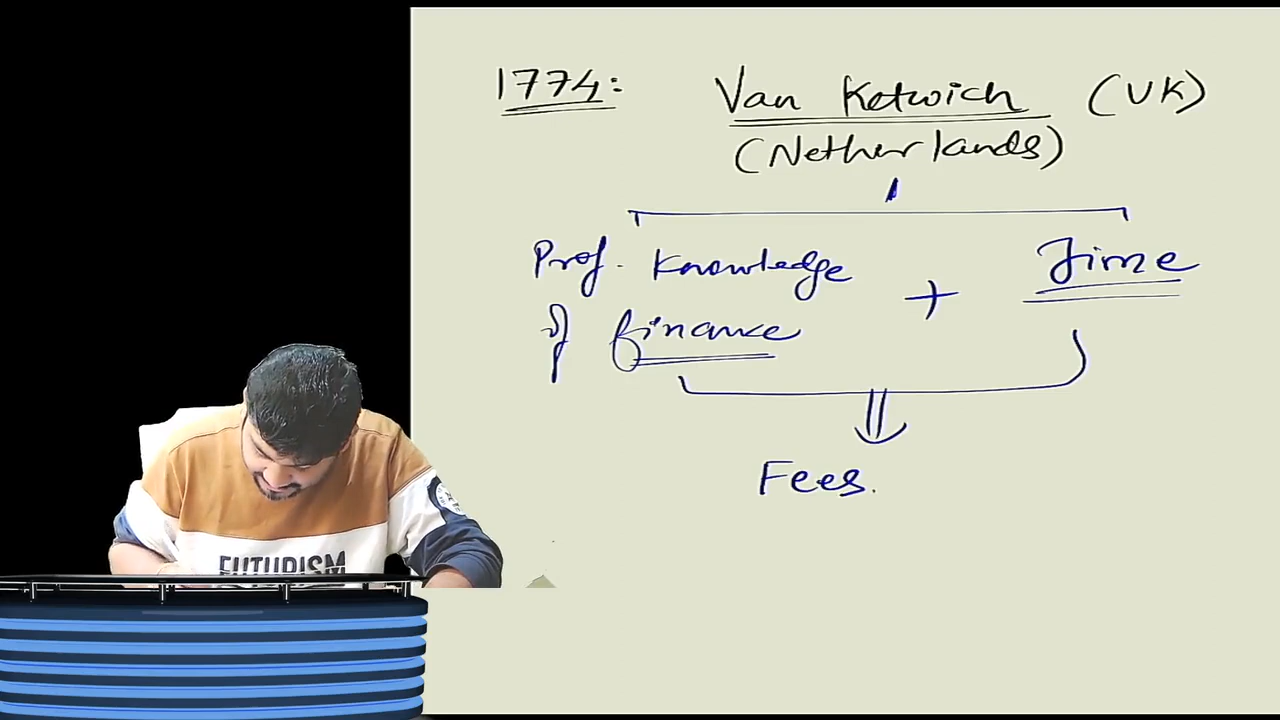 1774: Van Ketwich (UK)
(Netherlands)
Prof. Knowledge + Time
of finance
Fees.
FUTURISM